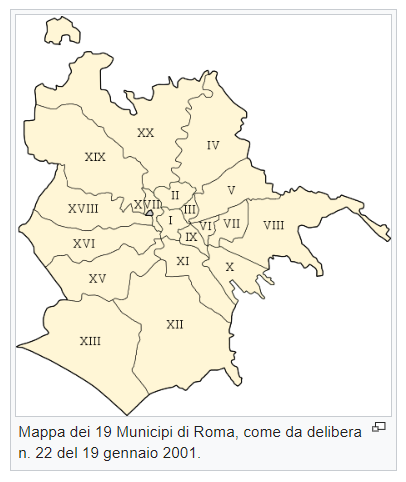 XX
IV
XIX
V
II
XVII
XVIII
III
I
VI
VII
VIII
IX
XVI
XI
X
XV
XII
XIII
Mappa dei 19 Municipi di Roma, come da delibera
n. 22 del 19 gennaio 2001.